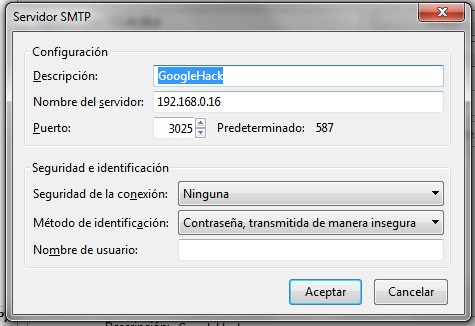 Servidor SMTP
Configuración
Descripción: GoogleHack
Nombre del servidor: 192.168.0.16
Puerto: 3025 Predeterminado: 587
Seguridad e identificación
Seguridad de la conexión: Ninguna
Método de identificación: Contraseña, transmitida de manera insegura
Nombre de usuario:
Aceptar Cancelar